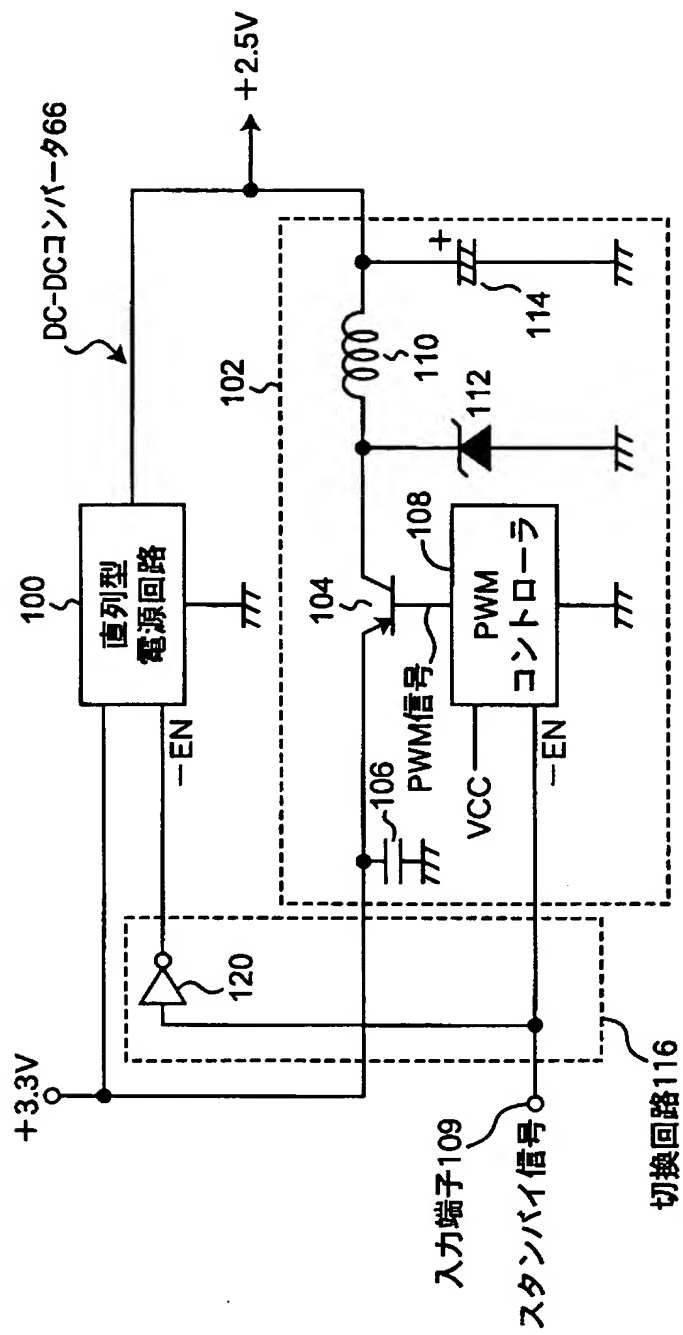 DC-DCコンバータ66
+2.5V
+3.3V
100
直列型
電源回路
−EN
102
104
106
PWM信号
108
PWM
コントローラ
VCC
−EN
110
112
+
114
120
入力端子109
スタンバイ信号
切換回路116